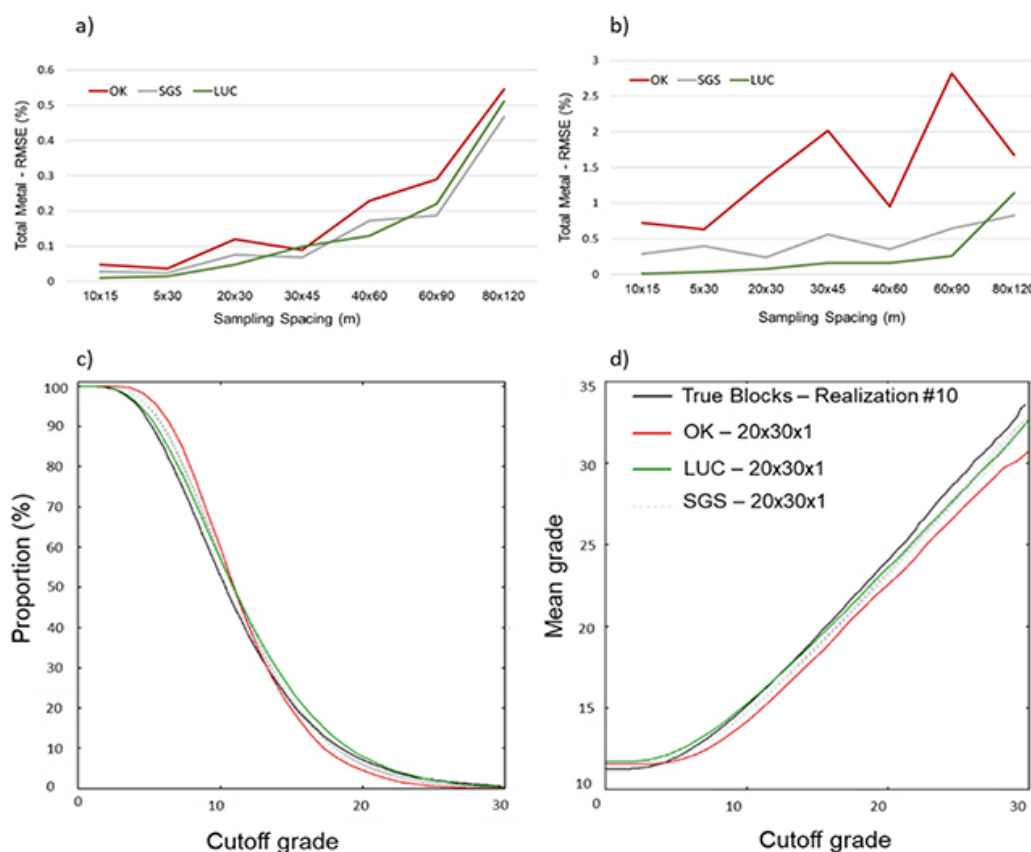 a)
Total Metal - RMSE (%)
0.6
0.5
0.4
0.3
0.2
0.1
0
OK SGS LUC
10x15 5x30 20x30 30x45 40x60 60x90 80x120
Sampling Spacing (m)
b)
Total Metal - RMSE (%)
3
2.5
2
1.5
1
0.5
0
OK SGS LUC
10x15 5x30 20x30 30x45 40x60 60x90 80x120
Sampling Spacing (m)
c)
Proportion (%)
100
90
80
70
60
50
40
30
20
10
0
0 10 20 30
Cutoff grade
d)
Mean grade
35
30
25
20
15
10
True Blocks – Realization #10
OK – 20x30x1
LUC – 20x30x1
SGS – 20x30x1
0 10 20 30
Cutoff grade